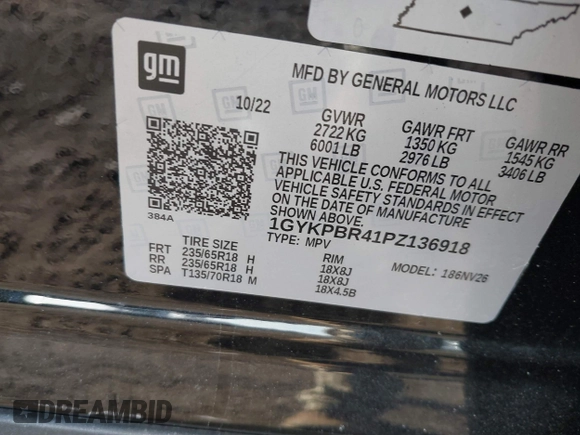 gm
MFD BY GENERAL MOTORS LLC
10/22
GVWR GAWR FRT GAWR RR
2722 KG 1350 KG 1545 KG
6001 LB 2976 LB 3406 LB
THIS VEHICLE CONFORMS TO ALL
APPLICABLE U.S. FEDERAL MOTOR
VEHICLE SAFETY STANDARDS IN EFFECT
ON THE DATE OF MANUFACTURE
SHOWN ABOVE
384A
1GYKPBR41PZ136918
TYPE: MPV MODEL: 186NV26
TIRE SIZE RIM
FRT 235/65R18 H 18X8J
RR 235/65R18 H 18X8J
SPA T135/70R18 M 18X4.5B
DREAMBID